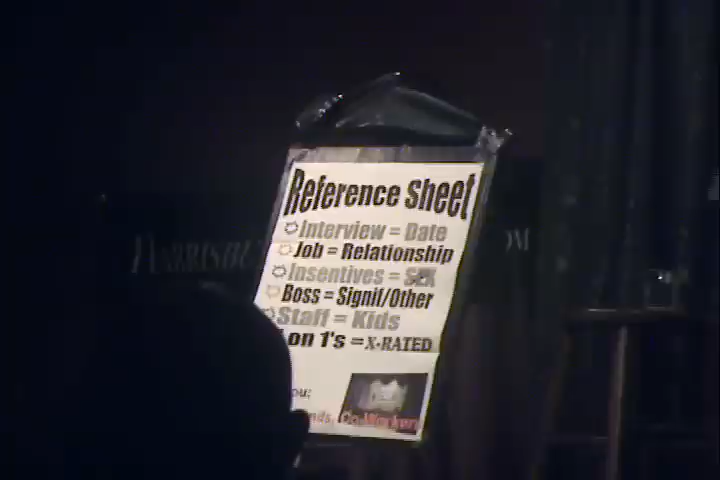 Reference Sheet
Interview = Date
Job = Relationship
Insentives = SEX
Boss = Signif/Other
Staff = Kids
on 1's = X-RATED